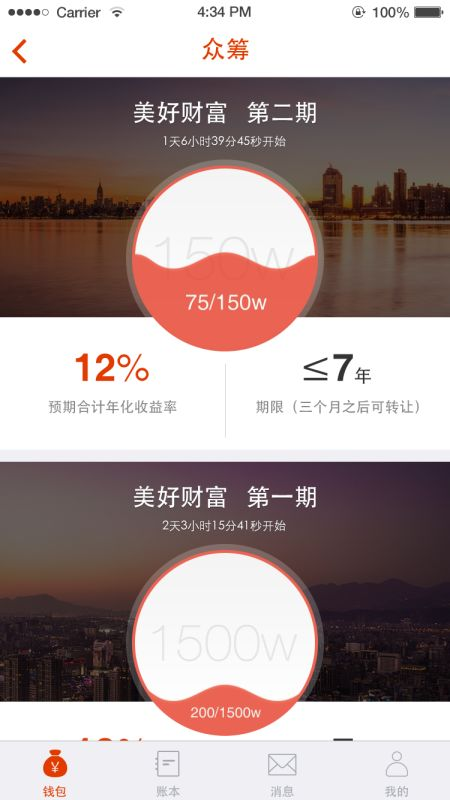 Carrier 4:34 PM 100%
众筹
美好财富 第二期
1天6小时39分45秒开始
150w
75/150w
12% ≤7年
预期合计年化收益率 期限（三个月之后可转让）
美好财富 第一期
2天3小时15分41秒开始
1500w
200/1500w
钱包 账本 消息 我的